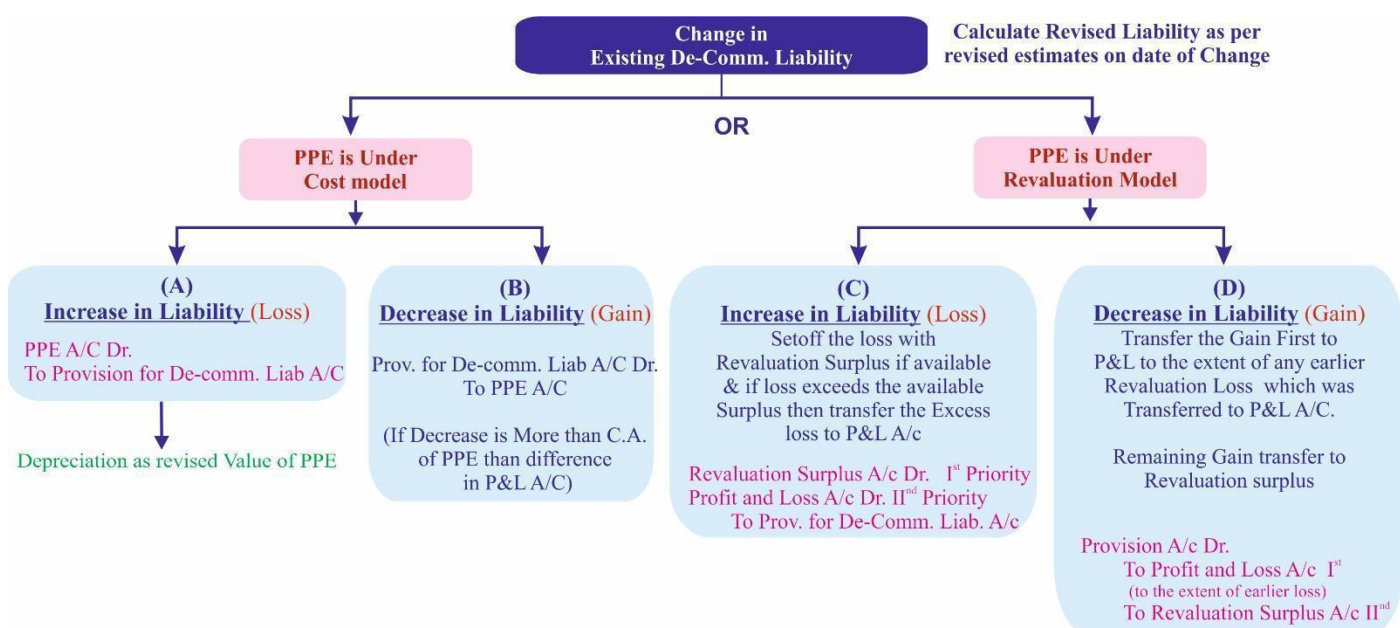 Change in
Existing De-Comm. Liability
Calculate Revised Liability as per
revised estimates on date of Change
OR
PPE is Under
Cost model
PPE is Under
Revaluation Model
(A)
Increase in Liability (Loss)
PPE A/C Dr.
To Provision for De-comm. Liab A/C
Depreciation as revised Value of PPE
(B)
Decrease in Liability (Gain)
Prov. for De-comm. Liab A/C Dr.
To PPE A/C
(If Decrease is More than C.A.
of PPE than difference
in P&L A/C)
(C)
Increase in Liability (Loss)
Setoff the loss with
Revaluation Surplus if available
& if loss exceeds the available
Surplus then transfer the Excess
loss to P&L A/c
Revaluation Surplus A/c Dr. Ist Priority
Profit and Loss A/c Dr. IInd Priority
To Prov. for De-Comm. Liab. A/c
(D)
Decrease in Liability (Gain)
Transfer the Gain First to
P&L to the extent of any earlier
Revaluation Loss which was
Transferred to P&L A/C.
Remaining Gain transfer to
Revaluation surplus
Provision A/c Dr.
To Profit and Loss A/c Ist
(to the extent of earlier loss)
To Revaluation Surplus A/c IInd